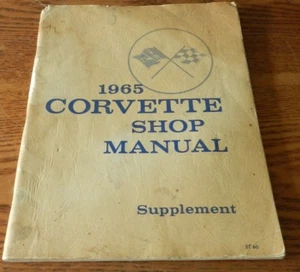 1965
CORVETTE
SHOP
MANUAL
Supplement